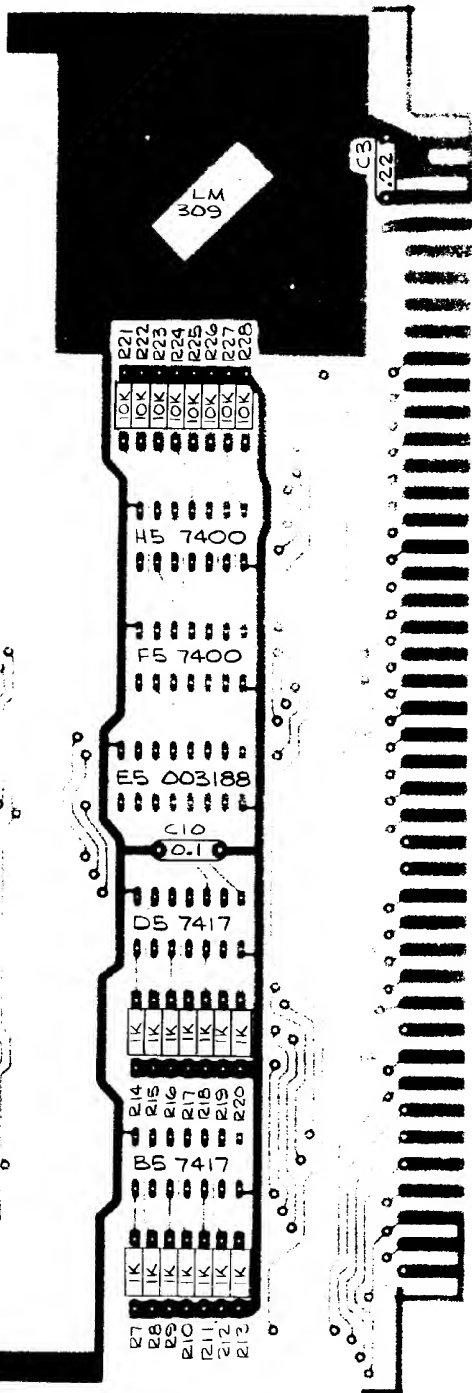 LM
309
C3
.22
R21 R22 R23 R24 R25 R26 R27 R28
10K 10K 10K 10K 10K 10K 10K 10K
H5 7400
F5 7400
E5 003188
C10
0.1
D5 7417
1K 1K 1K 1K 1K 1K 1K
R14 R15 R16 R17 R18 R19 R20
B5 7417
1K 1K 1K 1K 1K 1K 1K
R7 R8 R9 R10 R11 R12 R13